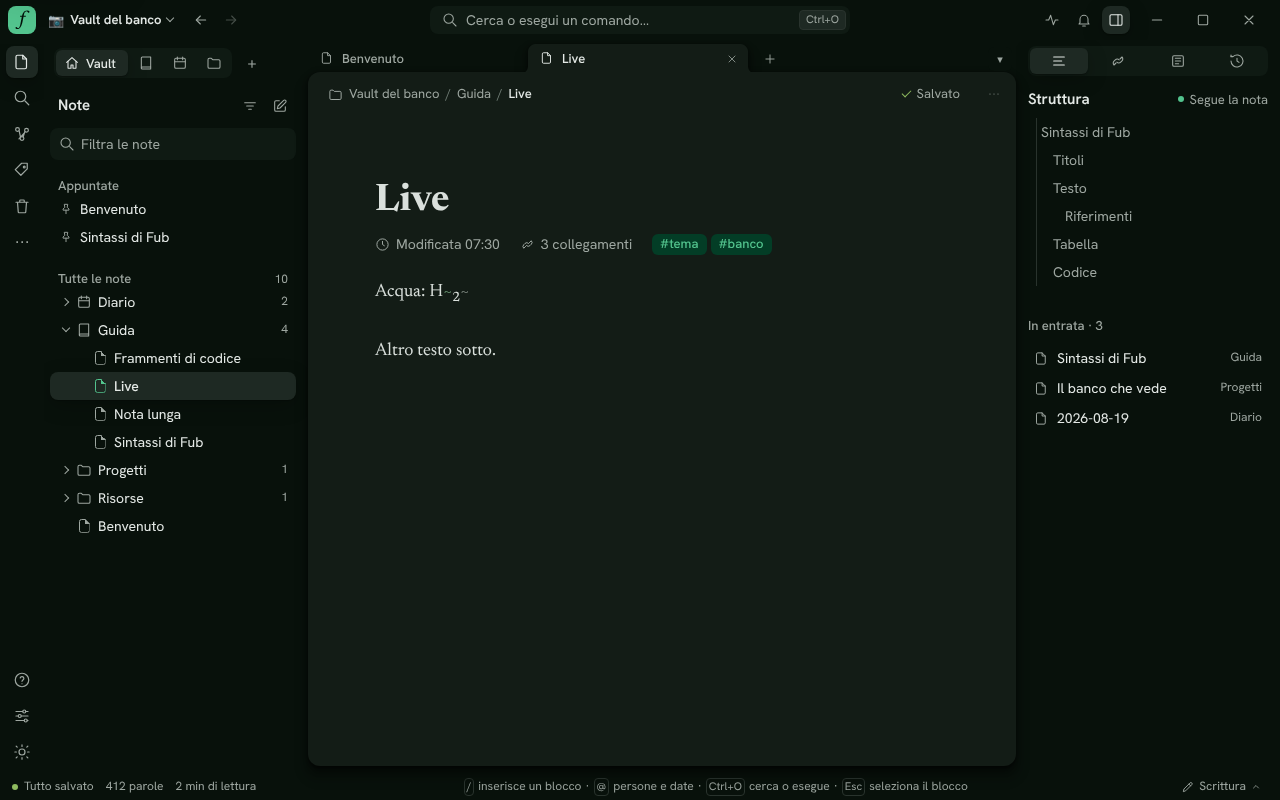 f Vault del banco
Cerca o esegui un comando... Ctrl+O
Vault
Note
Filtra le note
Appuntate
Benvenuto
Sintassi di Fub
Tutte le note 10
Diario 2
Guida 4
Frammenti di codice
Live
Nota lunga
Sintassi di Fub
Progetti 1
Risorse 1
Benvenuto
Benvenuto
Live
Vault del banco / Guida / Live
Salvato
Live
Modificata 07:30 3 collegamenti #tema #banco
Acqua: H~2~
Altro testo sotto.
Struttura Segue la nota
Sintassi di Fub
Titoli
Testo
Riferimenti
Tabella
Codice
In entrata · 3
Sintassi di Fub Guida
Il banco che vede Progetti
2026-08-19 Diario
Tutto salvato 412 parole 2 min di lettura
/ inserisce un blocco · @ persone e date · Ctrl+O cerca o esegue · Esc seleziona il blocco
Scrittura